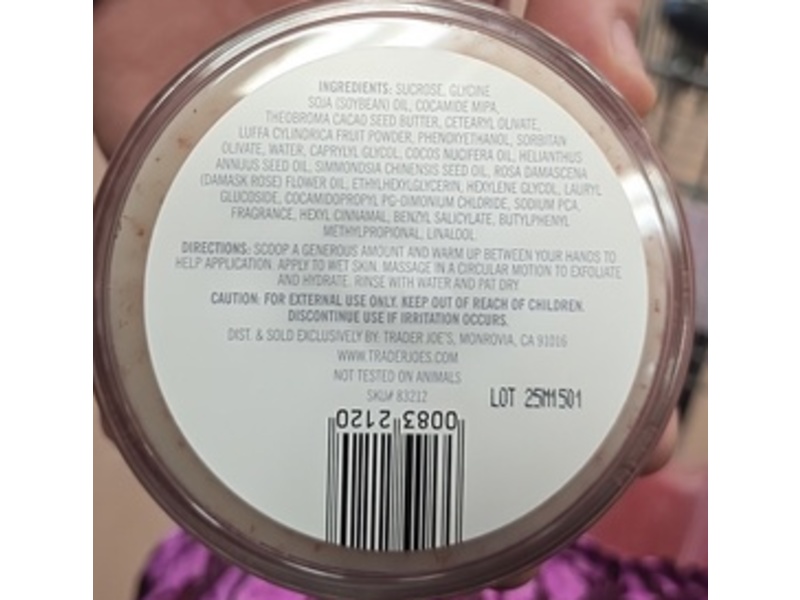 INGREDIENTS: SUCROSE, GLYCINE
SOJA (SOYBEAN) OIL, COCAMIDE MIPA,
THEOBROMA CACAO SEED BUTTER, CETEARYL OLIVATE,
LUFFA CYLINDRICA FRUIT POWDER, PHENOXYETHANOL, SORBITAN
OLIVATE, WATER, CAPRYLYL GLYCOL, COCOS NUCIFERA OIL, HELIANTHUS
ANNUUS SEED OIL, SIMMONDSIA CHINENSIS SEED OIL, ROSA DAMASCENA
(DAMASK ROSE) FLOWER OIL, ETHYLHEXYLGLYCERIN, HEXYLENE GLYCOL, LAURYL
GLUCOSIDE, COCAMIDOPROPYL PG-DIMONIUM CHLORIDE, SODIUM PCA,
FRAGRANCE, HEXYL CINNAMAL, BENZYL SALICYLATE, BUTYLPHENYL
METHYLPROPIONAL, LINALOOL.
DIRECTIONS: SCOOP A GENEROUS AMOUNT AND WARM UP BETWEEN YOUR HANDS TO
HELP APPLICATION. APPLY TO WET SKIN. MASSAGE IN A CIRCULAR MOTION TO EXFOLIATE
AND HYDRATE. RINSE WITH WATER AND PAT DRY.
CAUTION: FOR EXTERNAL USE ONLY. KEEP OUT OF REACH OF CHILDREN.
DISCONTINUE USE IF IRRITATION OCCURS.
DIST. & SOLD EXCLUSIVELY BY: TRADER JOE'S, MONROVIA, CA 91016
WWW.TRADERJOES.COM
NOT TESTED ON ANIMALS
SKU# 83212
LOT 25M1501
0083 2120